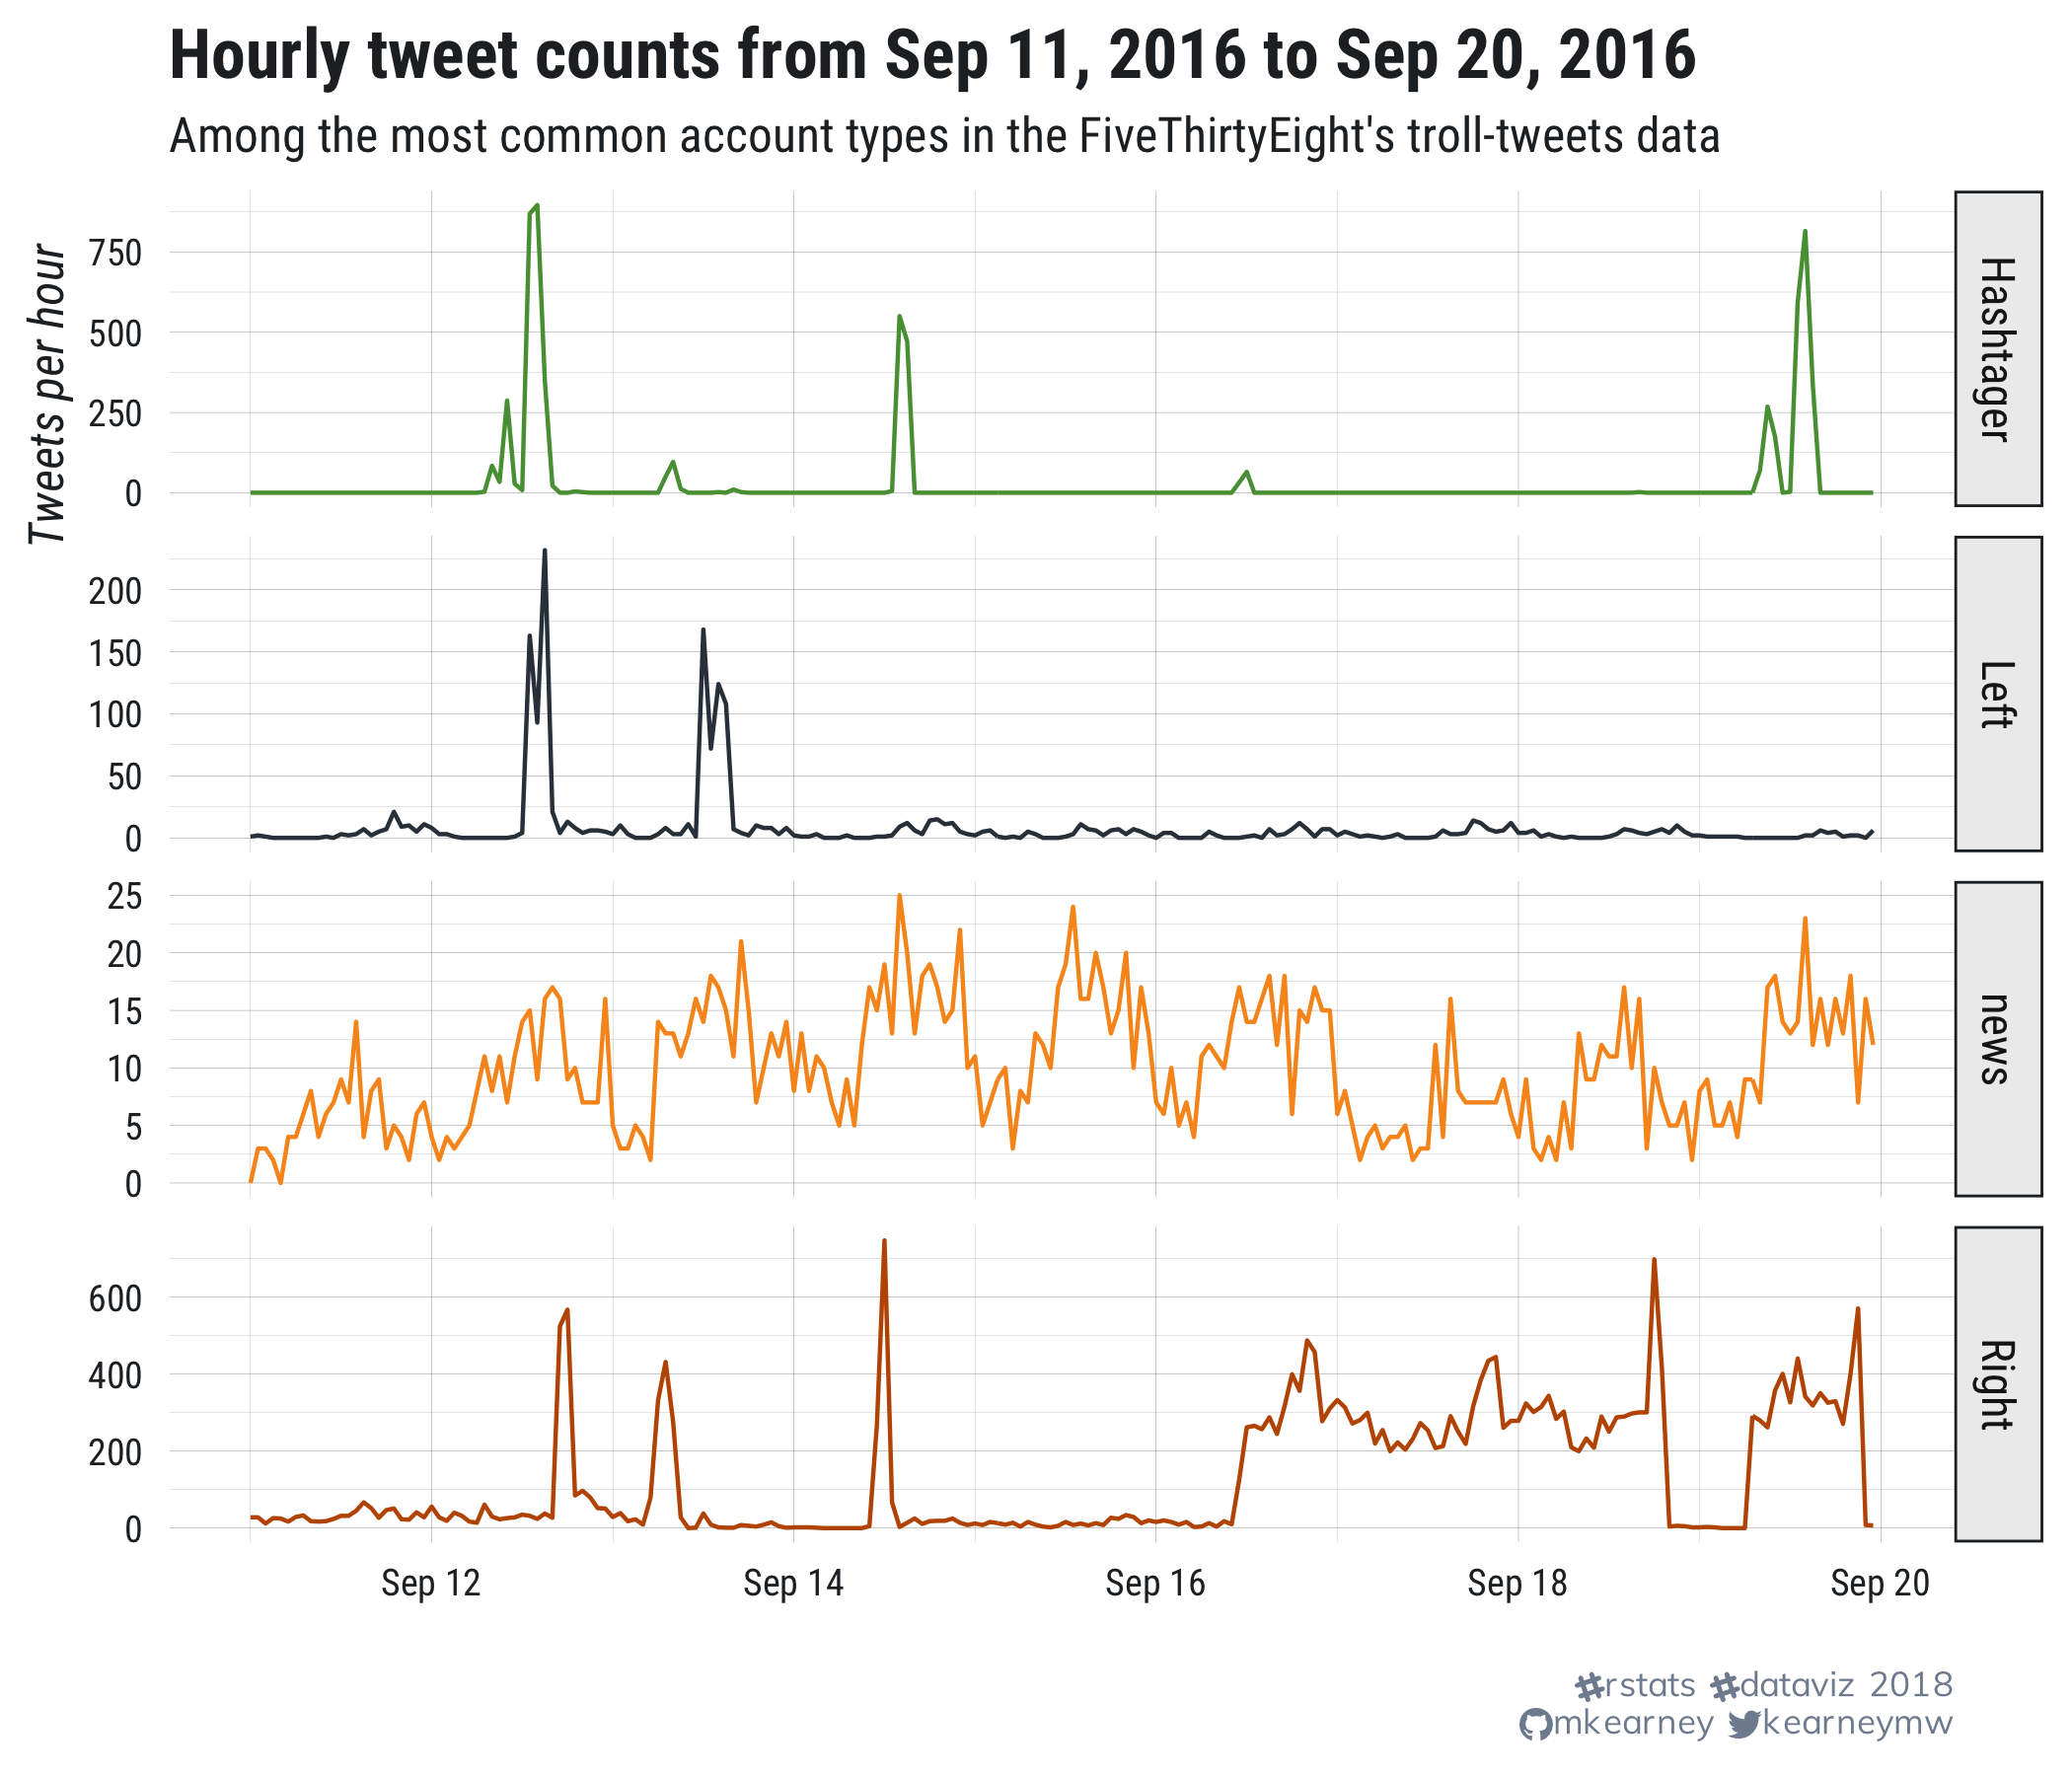 Hourly tweet counts from Sep 11, 2016 to Sep 20, 2016
Among the most common account types in the FiveThirtyEight's troll-tweets data
Tweets per hour
750
500
250
0
Hashtager
200
150
100
50
0
Left
25
20
15
10
5
0
news
600
400
200
0
Right
Sep 12 Sep 14 Sep 16 Sep 18 Sep 20
#rstats #dataviz 2018
mkearney kearneymw